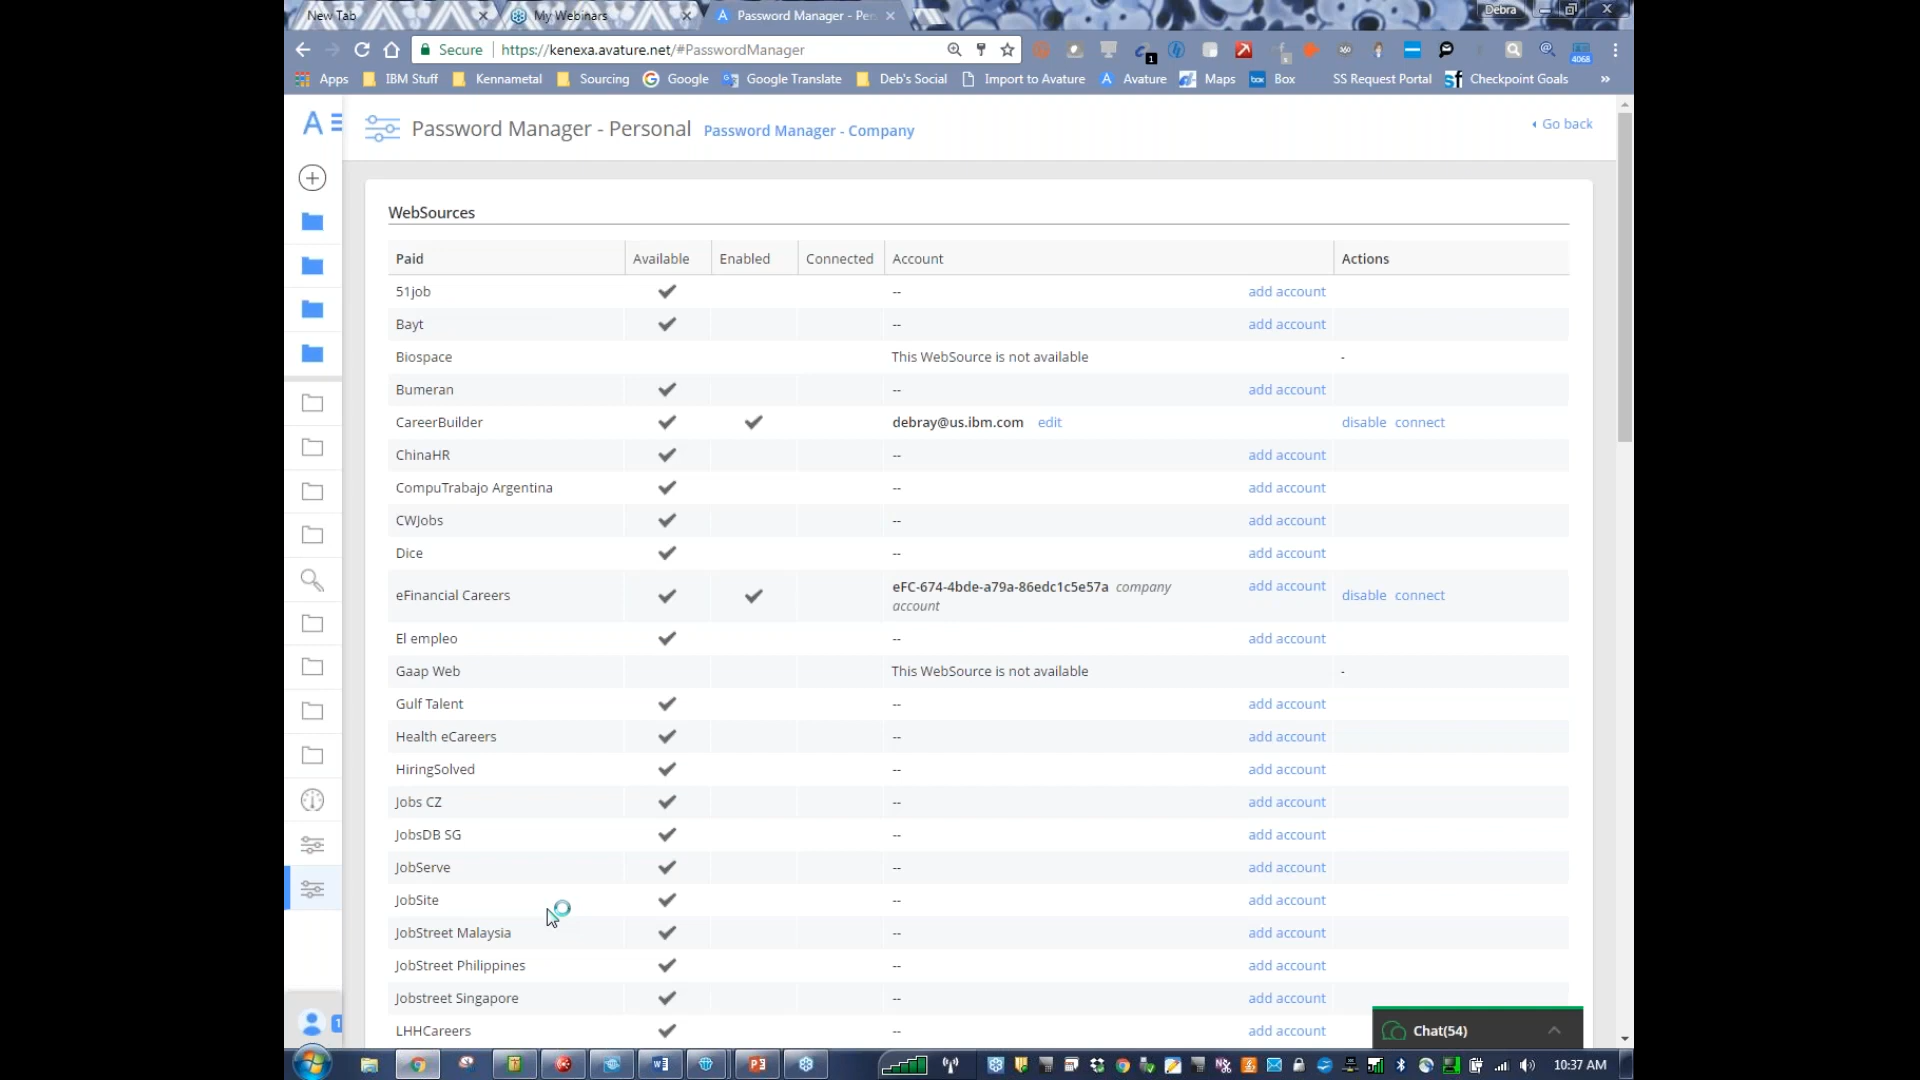 New Tab
My Webinars
Password Manager - Per
Debra
Secure
https://kenexa.avature.net/#PasswordManager
1
4068
Apps
IBM Stuff
Kennametal
Sourcing
Google
Google Translate
Deb's Social
Import to Avature
Avature
Maps
box
Box
SS Request Portal
Checkpoint Goals
»
Password Manager - Personal
Password Manager - Company
Go back
WebSources
Paid Available Enabled Connected Account Actions
51job -- add account
Bayt -- add account
Biospace This WebSource is not available -
Bumeran -- add account
CareerBuilder debray@us.ibm.com edit disable connect
ChinaHR -- add account
CompuTrabajo Argentina -- add account
CWJobs -- add account
Dice -- add account
eFinancial Careers eFC-674-4bde-a79a-86edc1c5e57a company account add account disable connect
El empleo -- add account
Gaap Web This WebSource is not available -
Gulf Talent -- add account
Health eCareers -- add account
HiringSolved -- add account
Jobs CZ -- add account
JobsDB SG -- add account
JobServe -- add account
JobSite -- add account
JobStreet Malaysia -- add account
JobStreet Philippines -- add account
Jobstreet Singapore -- add account
LHHCareers -- add account
1
Chat(54)
10:37 AM